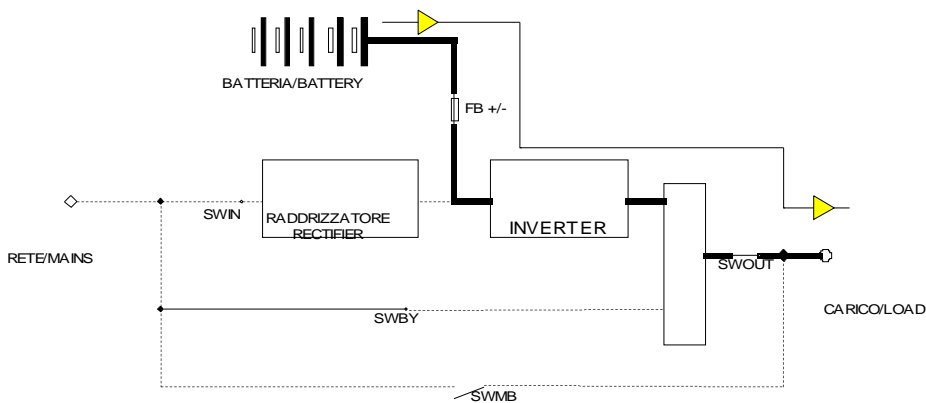 BATTERIA/BATTERY
FB +/-
SWIN
RADDRIZZATORE
RECTIFIER
INVERTER
RETE/MAINS
SWOUT
SWBY
CARICO/LOAD
SWMB